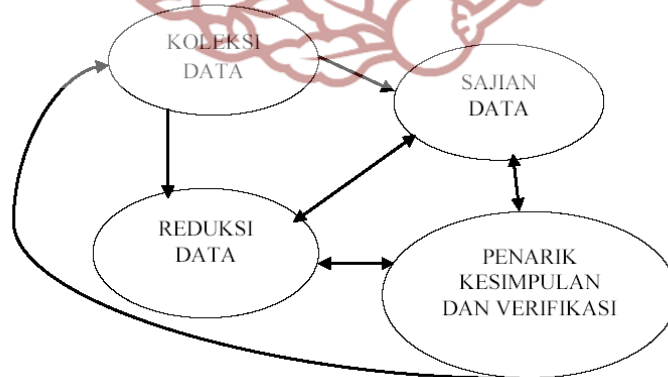 KOLEKSI
DATA
SAJIAN
DATA
REDUKSI
DATA
PENARIK
KESIMPULAN
DAN VERIFIKASI